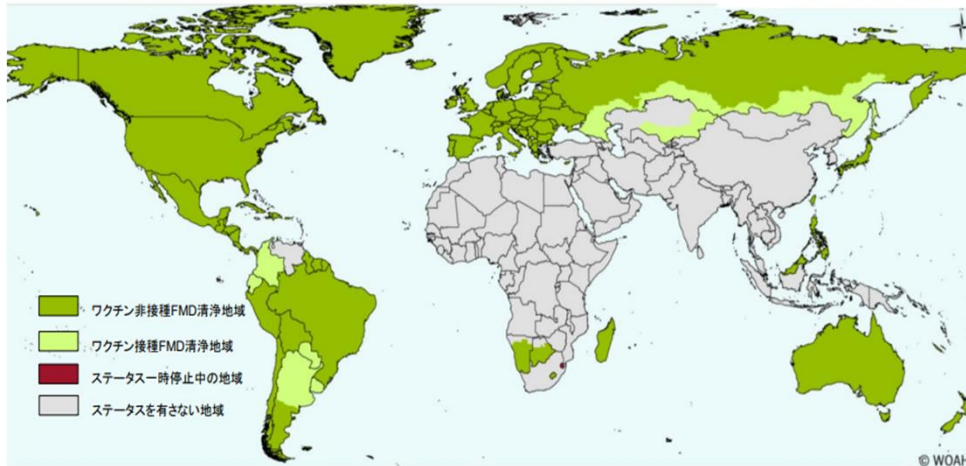 ワクチン非接種FMD清浄地域
ワクチン接種FMD清浄地域
ステータス一時停止中の地域
ステータスを有さない地域
© WOAH